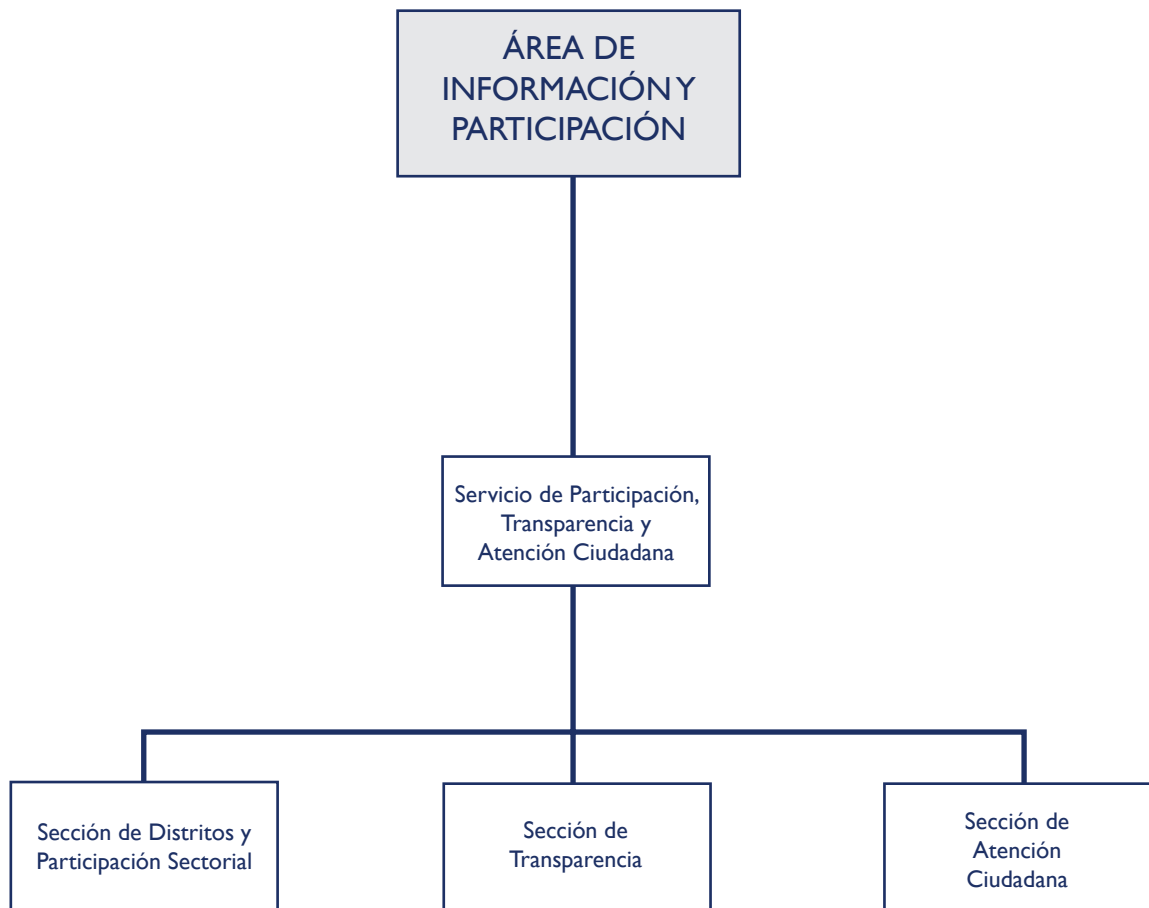 ÁREA DE
INFORMACIÓN Y
PARTICIPACIÓN
Servicio de Participación,
Transparencia y
Atención Ciudadana
Sección de Distritos y
Participación Sectorial
Sección de
Transparencia
Sección de
Atención
Ciudadana